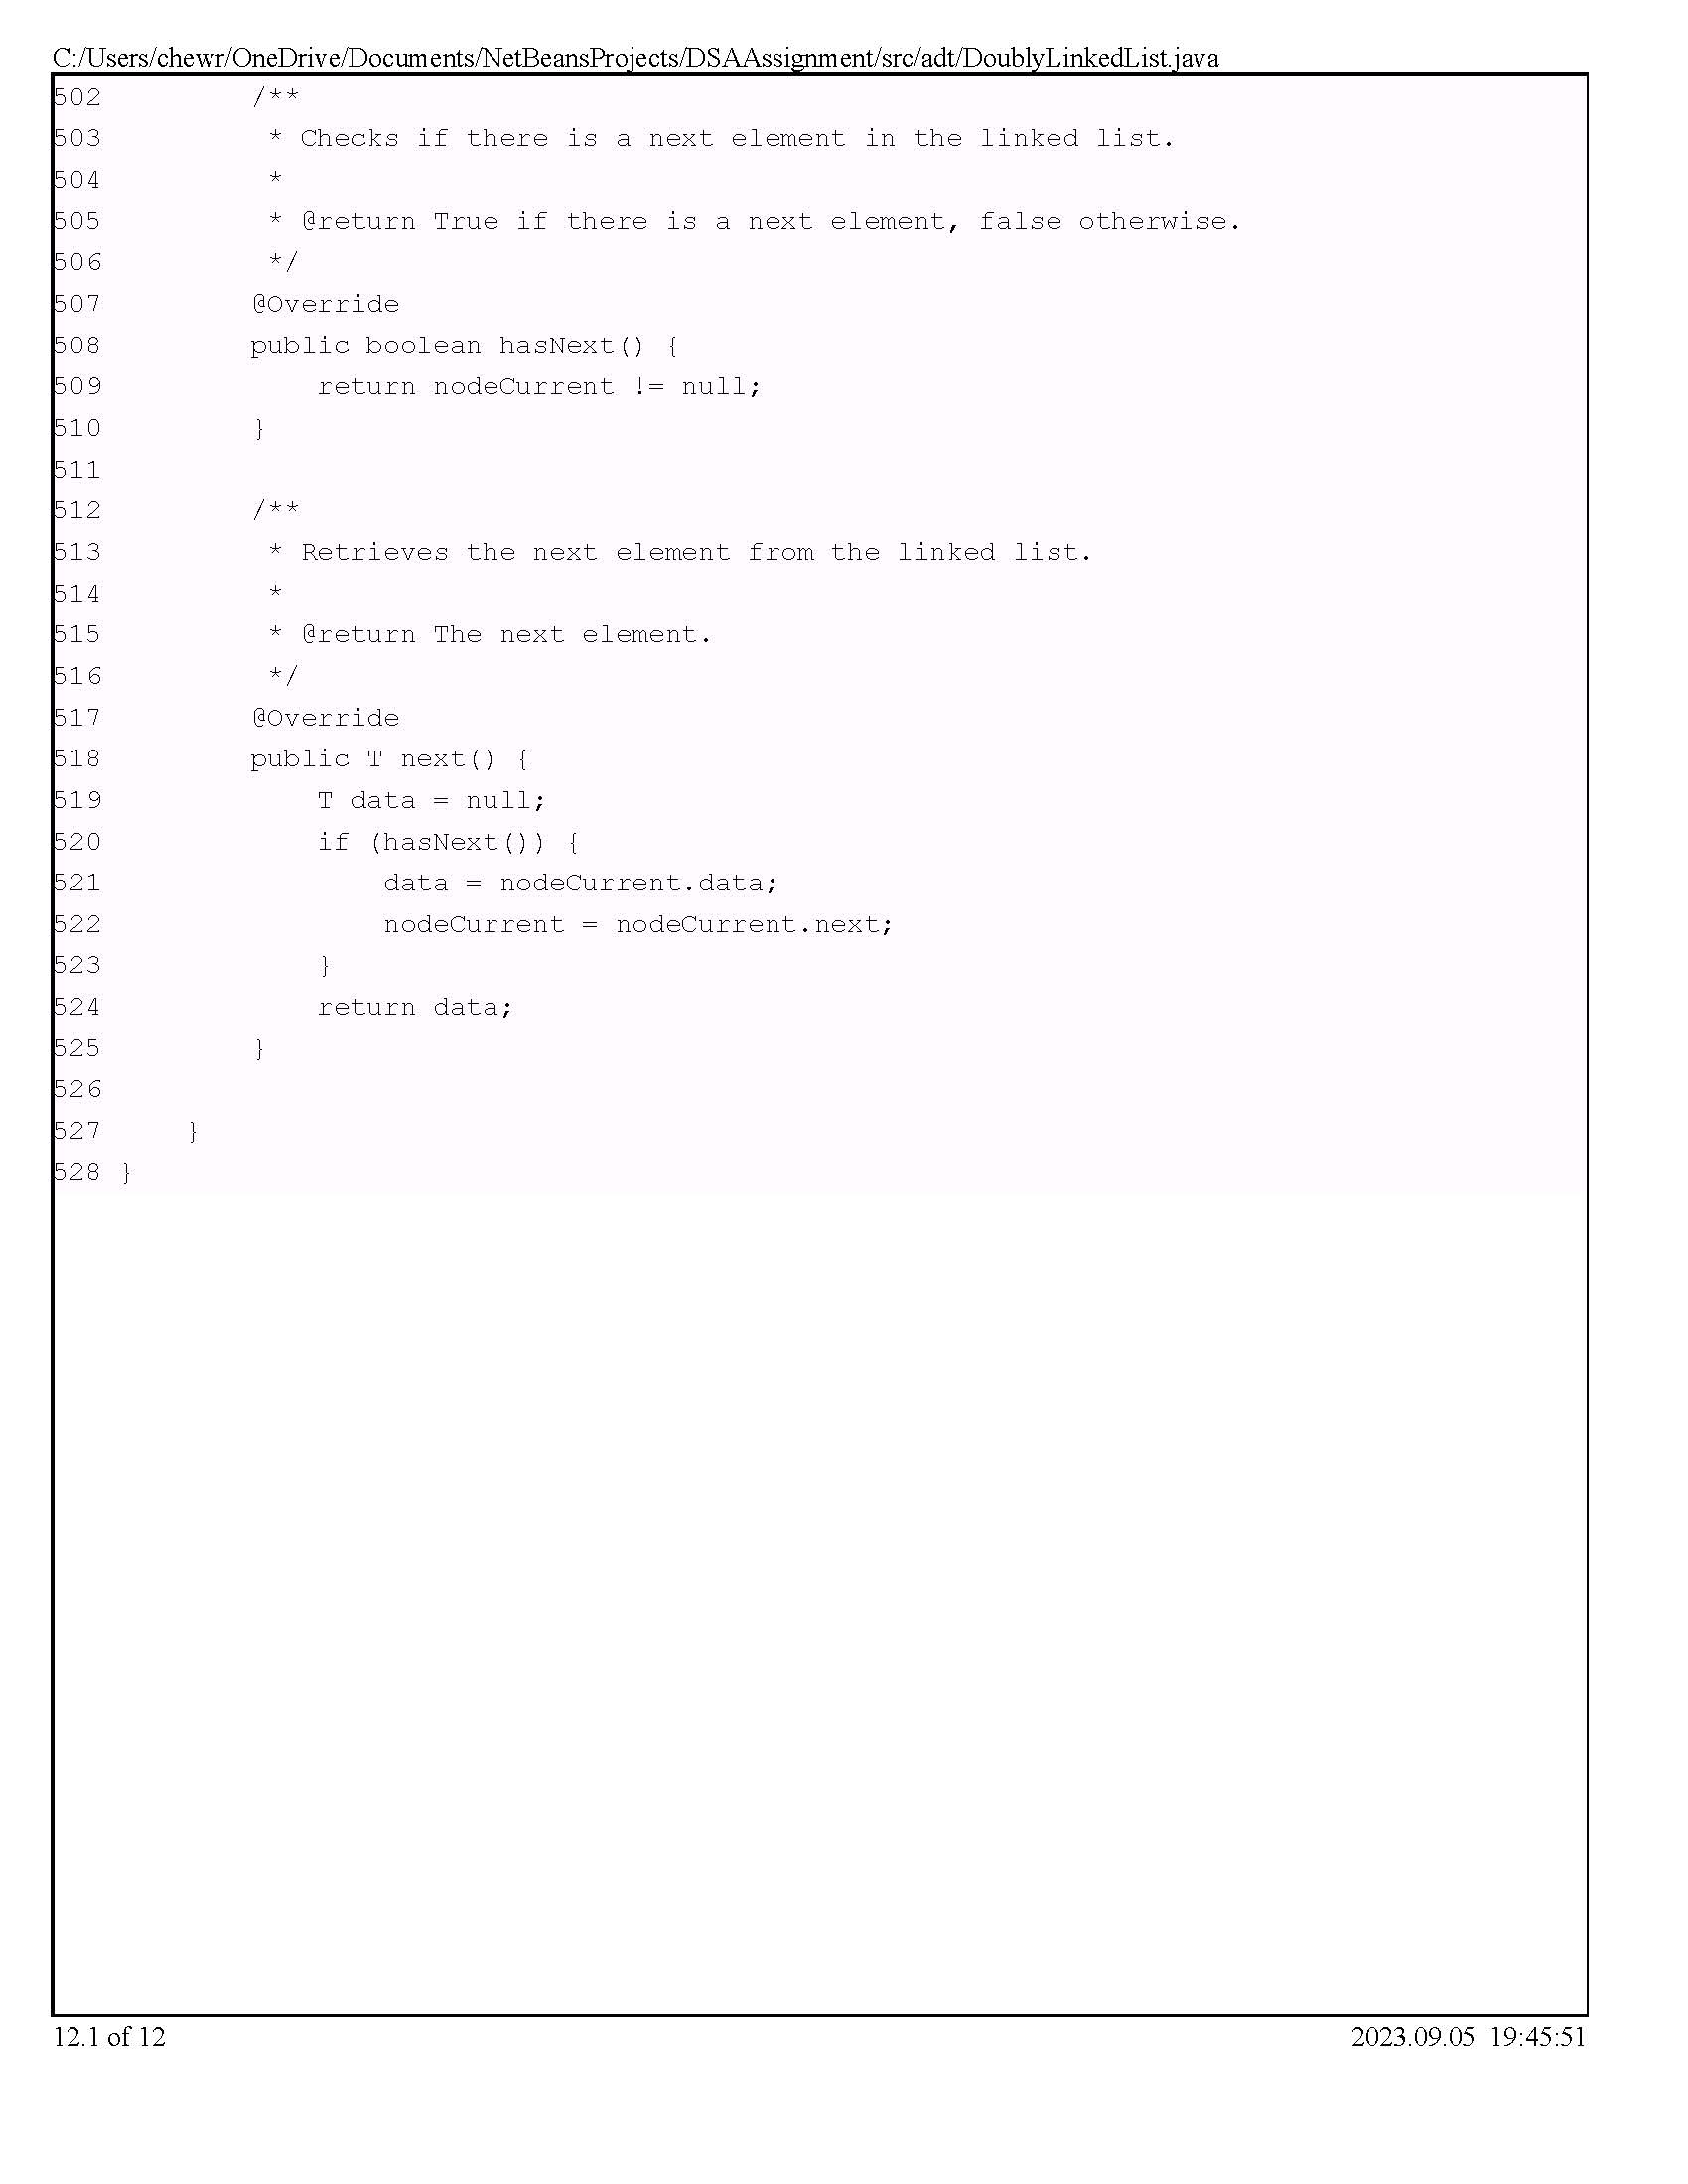 C:/Users/chewr/OneDrive/Documents/NetBeansProjects/DSAAssignment/src/adt/DoublyLinkedList.java
502         /**
503          * Checks if there is a next element in the linked list.
504          *
505          * @return True if there is a next element, false otherwise.
506          */
507         @Override
508         public boolean hasNext() {
509             return nodeCurrent != null;
510         }
511
512         /**
513          * Retrieves the next element from the linked list.
514          *
515          * @return The next element.
516          */
517         @Override
518         public T next() {
519             T data = null;
520             if (hasNext()) {
521                 data = nodeCurrent.data;
522                 nodeCurrent = nodeCurrent.next;
523             }
524             return data;
525         }
526
527     }
528 }
12.1 of 12    2023.09.05  19:45:51